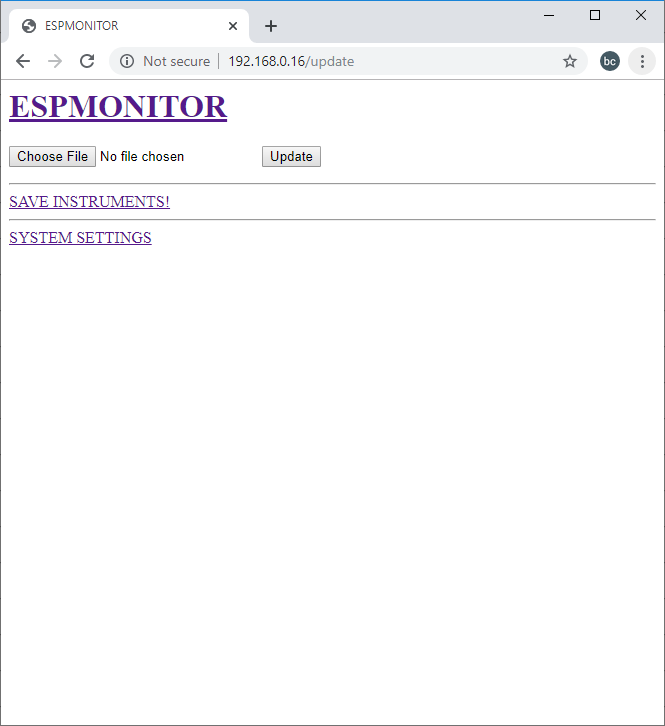 ESPMONITOR
Not secure 192.168.0.16/update
bc
ESPMONITOR
Choose File No file chosen Update
SAVE INSTRUMENTS!
SYSTEM SETTINGS